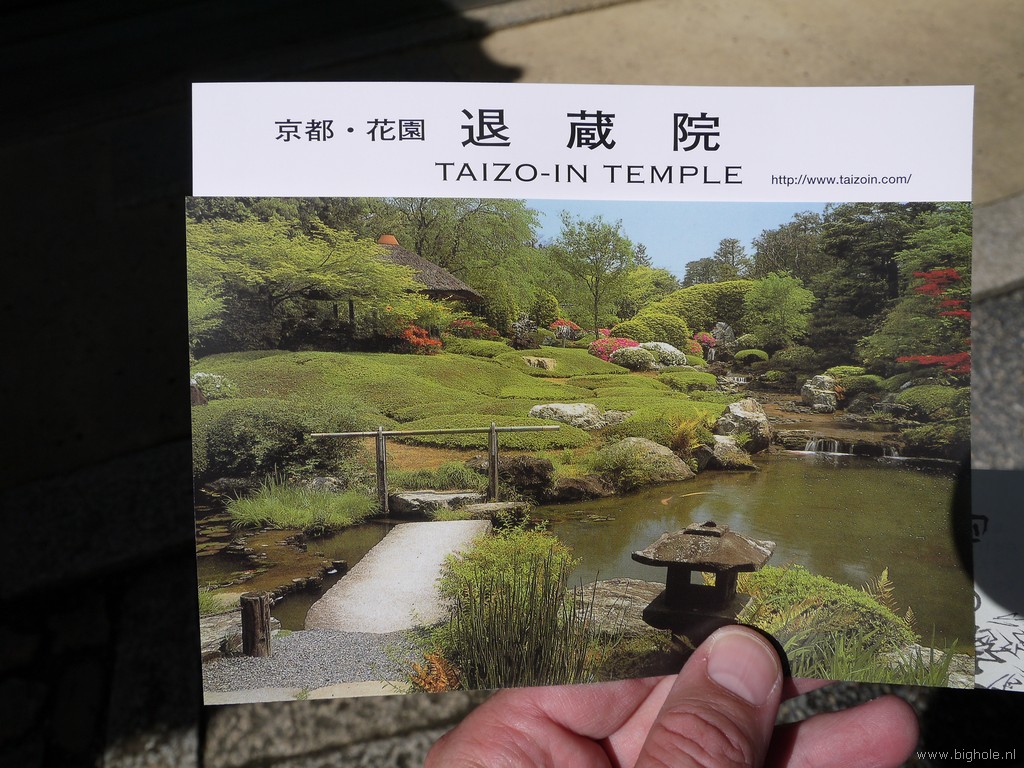 京都・花園 退蔵院
TAIZO-IN TEMPLE http://www.taizoin.com/
www.bighole.nl